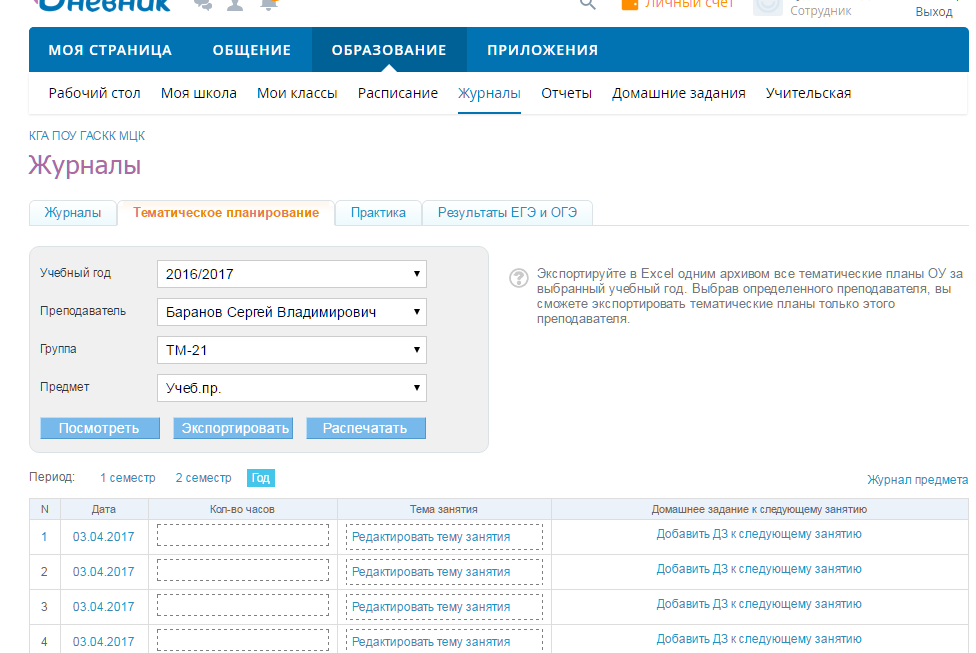 Дневник
Личный счет
Сотрудник
Выход
МОЯ СТРАНИЦА ОБЩЕНИЕ ОБРАЗОВАНИЕ ПРИЛОЖЕНИЯ
Рабочий стол Моя школа Мои классы Расписание Журналы Отчеты Домашние задания Учительская
КГА ПОУ ГАСКК МЦК
Журналы
Журналы Тематическое планирование Практика Результаты ЕГЭ и ОГЭ
Учебный год 2016/2017
Преподаватель Баранов Сергей Владимирович
Группа ТМ-21
Предмет Учеб.пр.
Посмотреть Экспортировать Распечатать
Экспортируйте в Excel одним архивом все тематические планы ОУ за
выбранный учебный год. Выбрав определенного преподавателя, вы
сможете экспортировать тематические планы только этого
преподавателя.
Период: 1 семестр 2 семестр Год
Журнал предмета
N Дата Кол-во часов Тема занятия Домашнее задание к следующему занятию
1 03.04.2017 Редактировать тему занятия Добавить ДЗ к следующему занятию
2 03.04.2017 Редактировать тему занятия Добавить ДЗ к следующему занятию
3 03.04.2017 Редактировать тему занятия Добавить ДЗ к следующему занятию
4 03.04.2017 Редактировать тему занятия Добавить ДЗ к следующему занятию